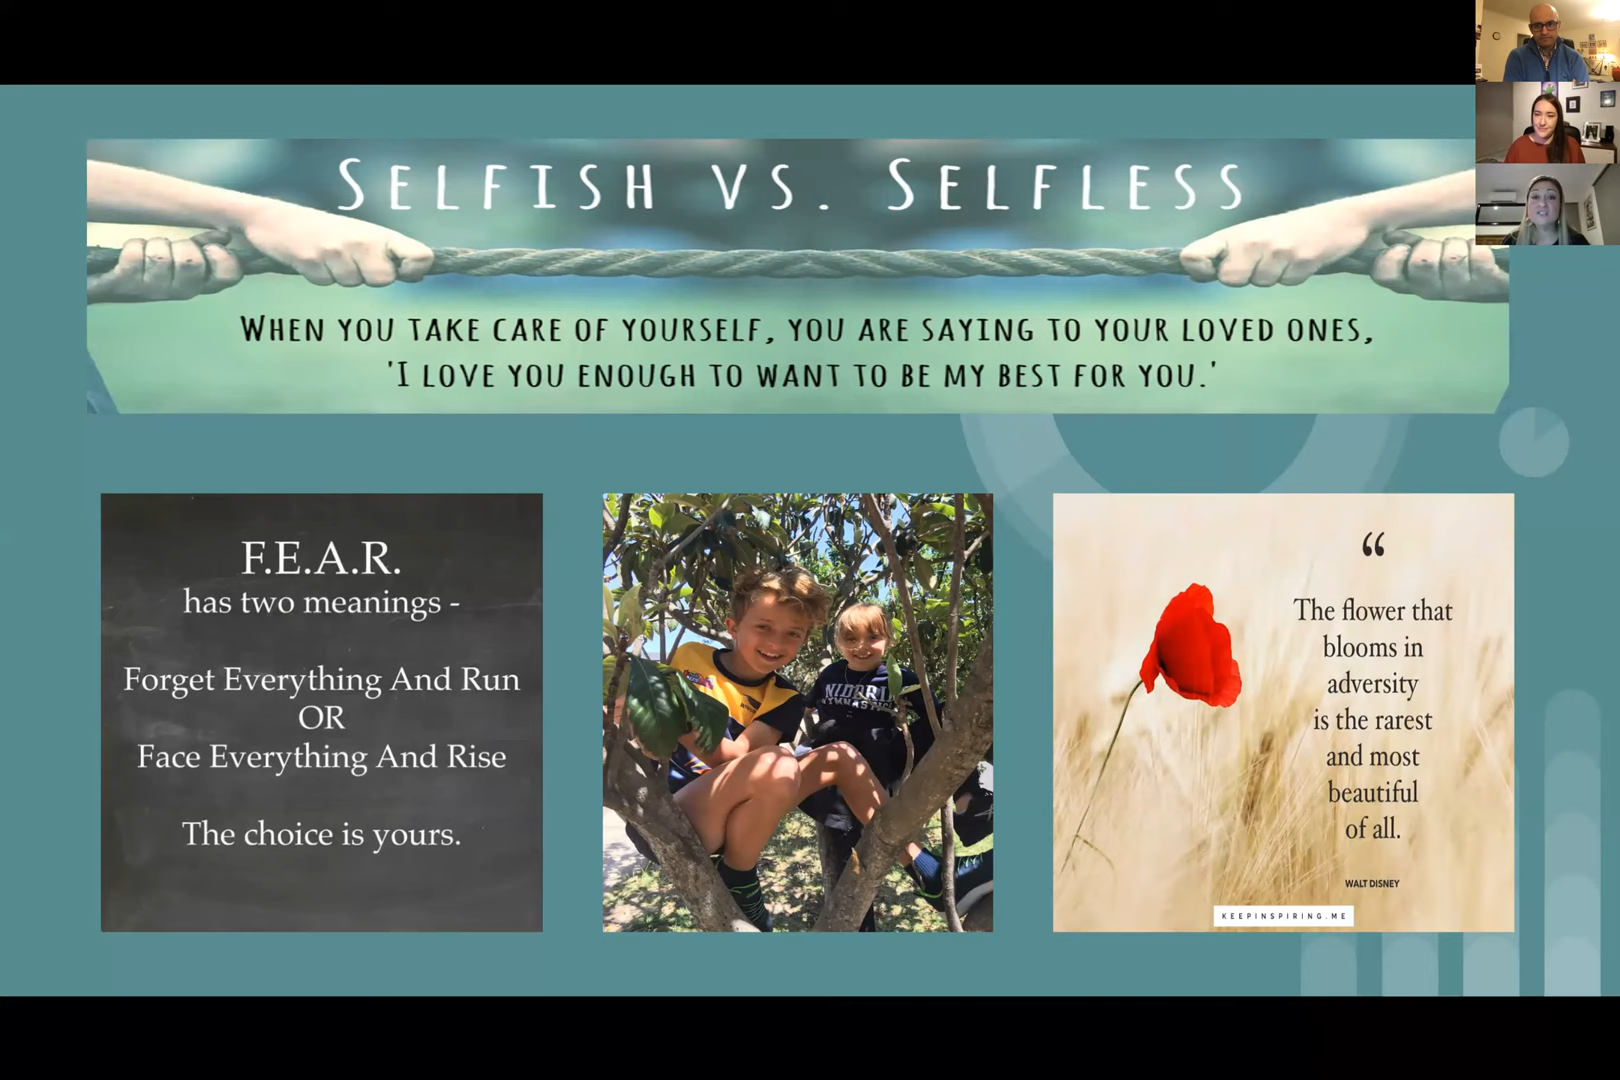 SELFISH VS. SELFLESS
WHEN YOU TAKE CARE OF YOURSELF, YOU ARE SAYING TO YOUR LOVED ONES,
'I LOVE YOU ENOUGH TO WANT TO BE MY BEST FOR YOU.'
F.E.A.R.
has two meanings -
Forget Everything And Run
OR
Face Everything And Rise
The choice is yours.
“
The flower that
blooms in
adversity
is the rarest
and most
beautiful
of all.
WALT DISNEY
KEEPINSPIRING.ME